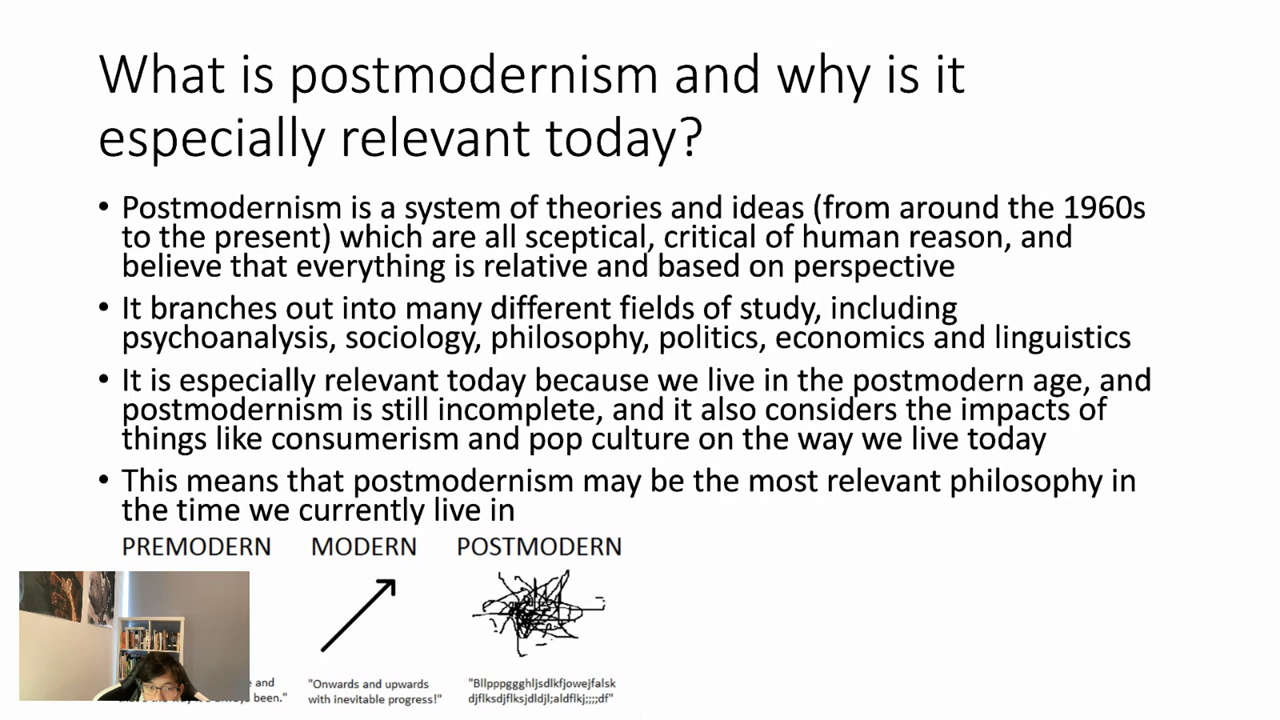 What is postmodernism and why is it
especially relevant today?
• Postmodernism is a system of theories and ideas (from around the 1960s
to the present) which are all sceptical, critical of human reason, and
believe that everything is relative and based on perspective
• It branches out into many different fields of study, including
psychoanalysis, sociology, philosophy, politics, economics and linguistics
• It is especially relevant today because we live in the postmodern age, and
postmodernism is still incomplete, and it also considers the impacts of
things like consumerism and pop culture on the way we live today
• This means that postmodernism may be the most relevant philosophy in
the time we currently live in
PREMODERN MODERN POSTMODERN
and
been."
"Onwards and upwards
with inevitable progress!"
"Bllpppggghljsdlkfjowejfalsk
djflksdjflksjdldjl;aldflkj;;;;df"